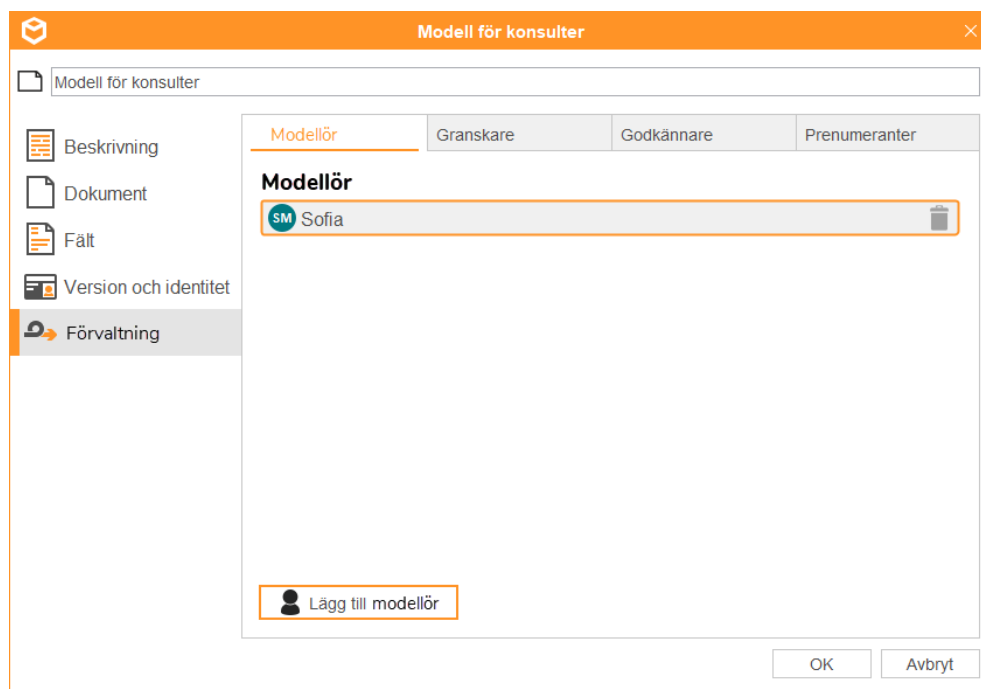 Modell för konsulter
Modell för konsulter
Beskrivning
Dokument
Fält
Version och identitet
Förvaltning
Modellör Granskare Godkännare Prenumeranter
Modellör
SM Sofia
Lägg till modellör
OK Avbryt